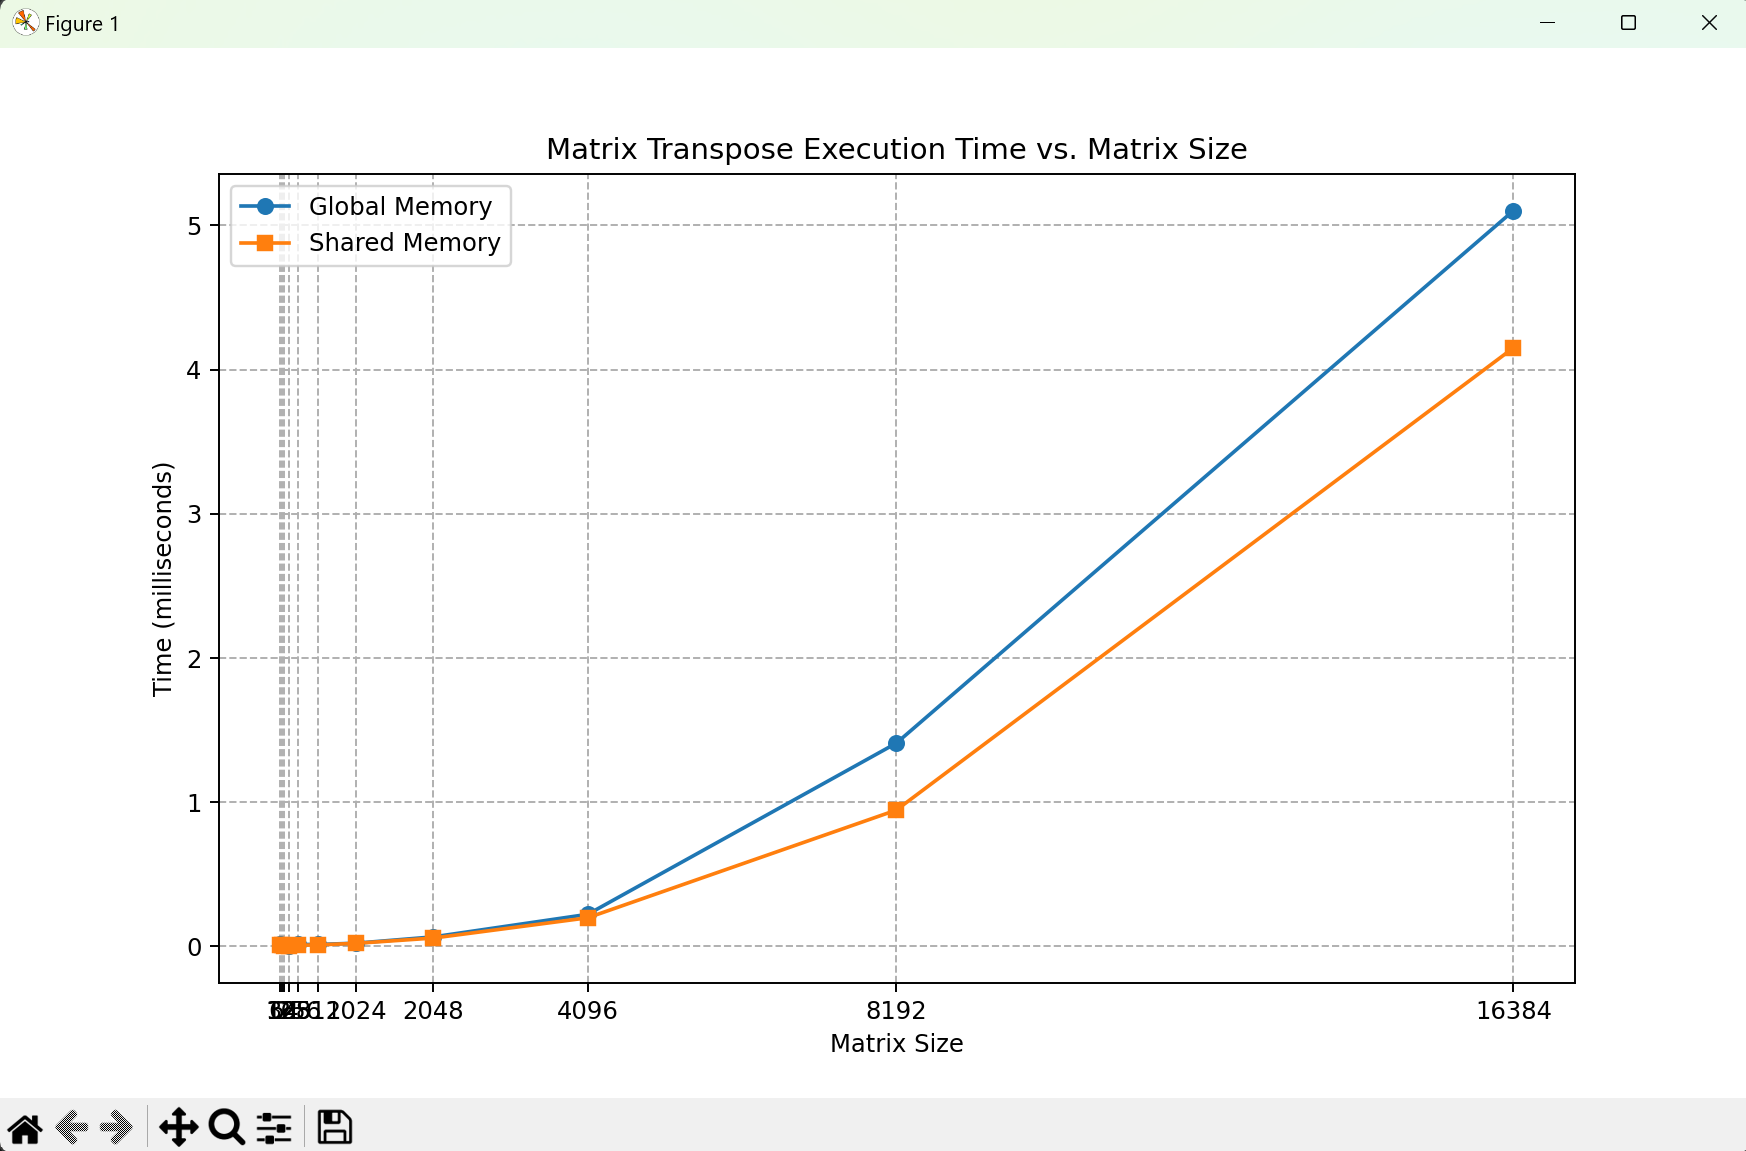 Figure 1
Matrix Transpose Execution Time vs. Matrix Size
Global Memory
Shared Memory
5
4
3
2
1
0
Time (milliseconds)
1024 2048 4096 8192 16384
Matrix Size